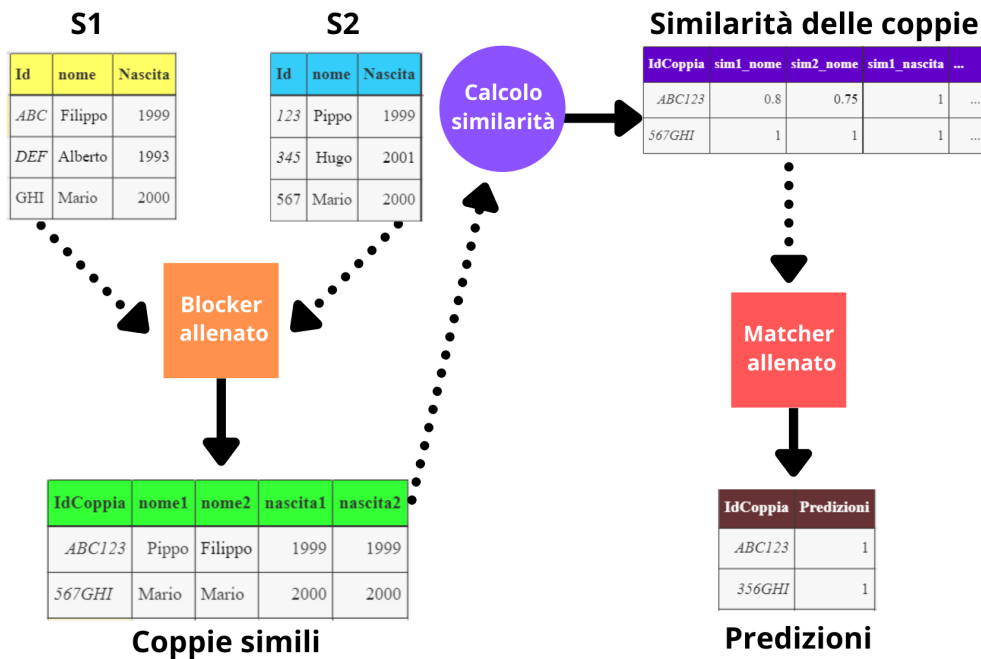 S1
Id nome Nascita
ABC Filippo 1999
DEF Alberto 1993
GHI Mario 2000
S2
Id nome Nascita
123 Pippo 1999
345 Hugo 2001
567 Mario 2000
Blocker
allenato
IdCoppia nome1 nome2 nascita1 nascita2
ABC123 Pippo Filippo 1999 1999
567GHI Mario Mario 2000 2000
Coppie simili
Calcolo
similarità
Similarità delle coppie
IdCoppia sim1_nome sim2_nome sim1_nascita ...
ABC123 0.8 0.75 1 ...
567GHI 1 1 1 ...
Matcher
allenato
IdCoppia Predizioni
ABC123 1
356GHI 1
Predizioni